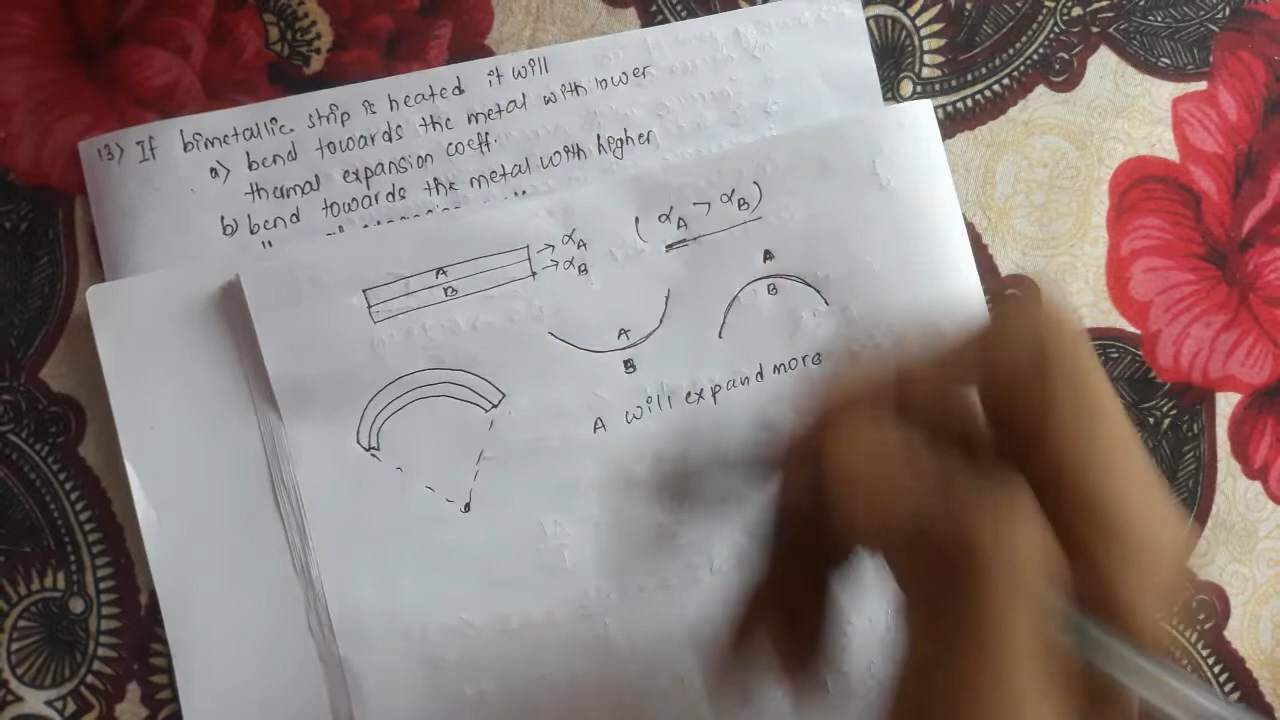 13) If bimetallic strip is heated it will
a) bend towards the metal with lower
thermal expansion coeff.
b) bend towards the metal with higher
" "
A
B
→ αA
→ αB
(αA > αB)
A
B
A
B
A will expand more